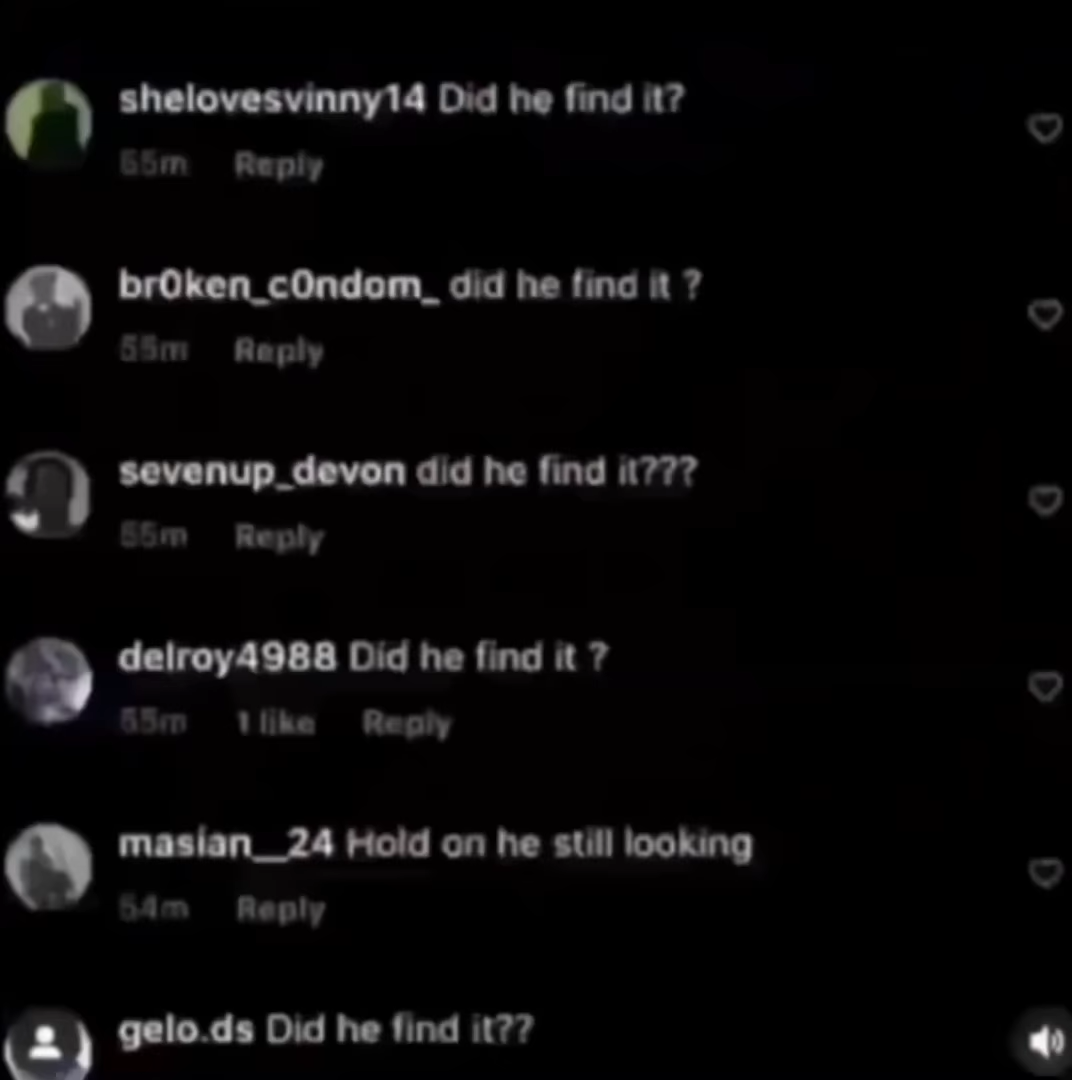 shelovesvinny14 Did he find it?
55m Reply
br0ken_c0ndom_ did he find it ?
55m Reply
sevenup_devon did he find it???
55m Reply
delroy4988 Did he find it ?
55m 1 like Reply
masian__24 Hold on he still looking
54m Reply
gelo.ds Did he find it??